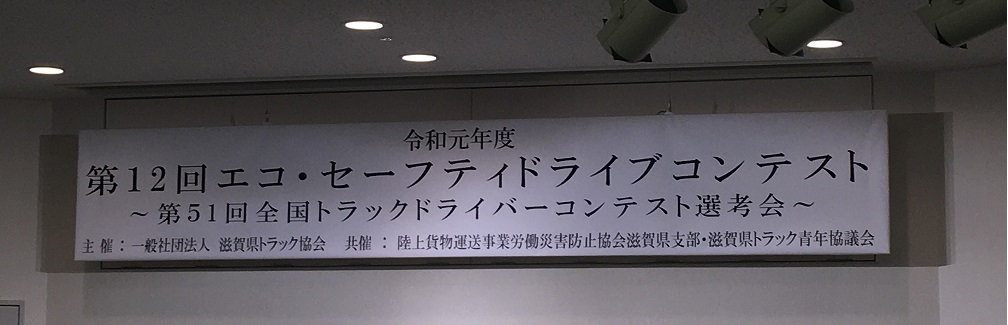 令和元年度
第12回エコ・セーフティドライブコンテスト
～第51回全国トラックドライバーコンテスト選考会～
主催：一般社団法人 滋賀県トラック協会　共催：陸上貨物運送事業労働災害防止協会滋賀県支部・滋賀県トラック青年協議会